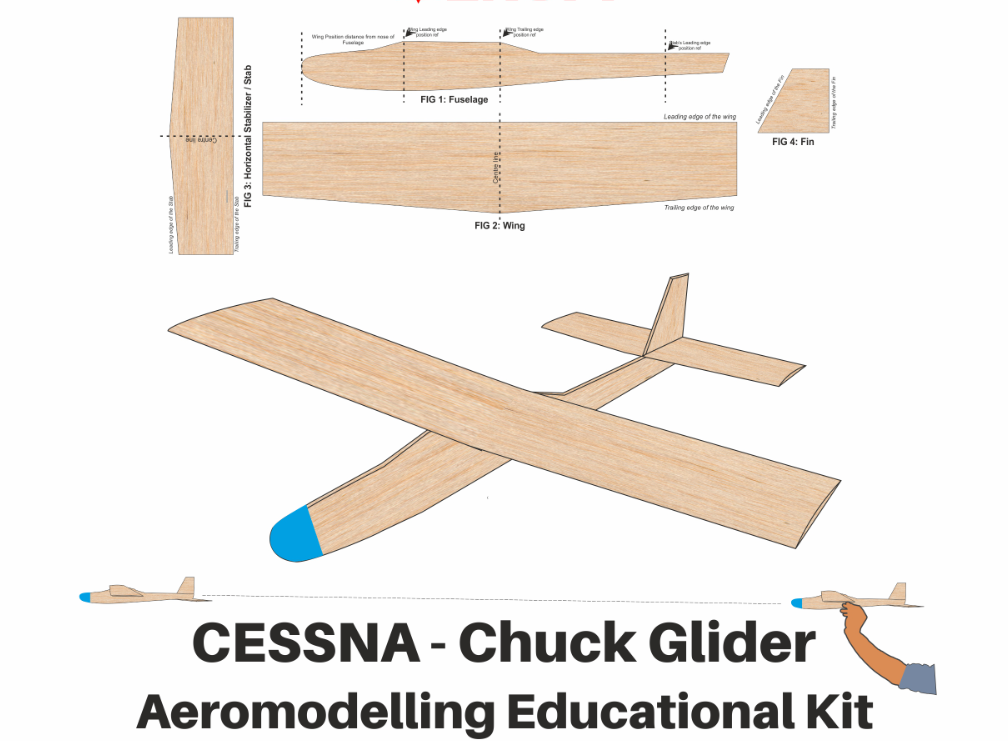 Wing Position distance from nose of
Fuselage
Wing Leading edge
position ref
Wing Trailing edge
position ref
Stab's Leading edge
position ref
FIG 1: Fuselage
Leading edge of the wing
Centre line
Trailing edge of the wing
FIG 2: Wing
Centre line
Leading edge of the Stab
Trailing edge of the Stab
FIG 3: Horizontal Stabilizer / Stab
Leading edge of the Fin
Trailing edge of the Fin
FIG 4: Fin
CESSNA - Chuck Glider
Aeromodelling Educational Kit